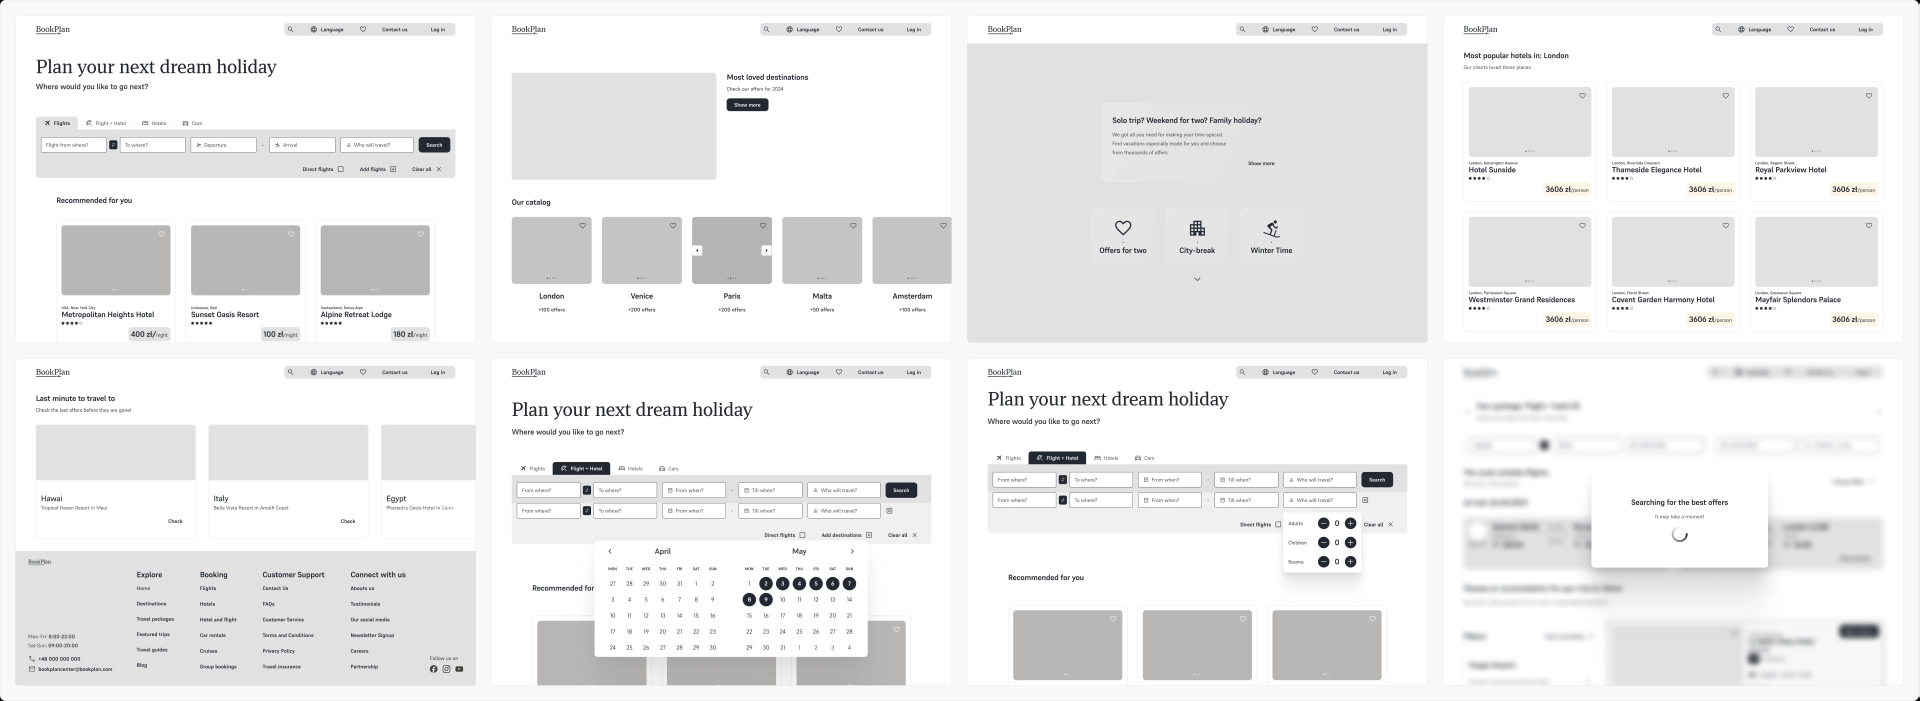 BookPlan
Language Contact us Log in
Plan your next dream holiday
Where would you like to go next?
Flights Flight + Hotel Hotels Cars
Flight from where? To where? Departure - Arrival Who will travel? Search
Direct flights Add flights Clear all
Recommended for you
USA, New York City
Metropolitan Heights Hotel
400 zł/night
Indonesia, Bali
Sunset Oasis Resort
100 zł/night
Switzerland, Swiss Alps
Alpine Retreat Lodge
180 zł/night
BookPlan
Language Contact us Log in
Most loved destinations
Check our offers for 2024
Show more
Our catalog
London Venice Paris Malta Amsterdam
+100 offers +200 offers +200 offers +50 offers +100 offers
BookPlan
Language Contact us Log in
Solo trip? Weekend for two? Family holiday?
We got all you need for making your time special.
Find vacations especially made for you and choose
from thousands of offers
Show more
Offers for two City-break Winter Time
BookPlan
Language Contact us Log in
Most popular hotels in: London
Our clients loved these places
London, Kensington Avenue
Hotel Sunside
3606 zł/person
London, Riverside Crescent
Thameside Elegance Hotel
3606 zł/person
London, Regent Street
Royal Parkview Hotel
3606 zł/person
London, Parliament Square
Westminster Grand Residences
3606 zł/person
London, Floral Street
Covent Garden Harmony Hotel
3606 zł/person
London, Grosvenor Square
Mayfair Splendors Palace
3606 zł/person
BookPlan
Language Contact us Log in
Last minute to travel to
Check the last offers before they are gone!
Hawai
Tropical Haven Resort in Maui
Check
Italy
Bella Vista Resort in Amalfi Coast
Check
Egypt
Pharaoh's Oasis Hotel in Cairo
BookPlan
Mon-Fri: 8:00-22:00
Sat-Sun: 09:00-20:00
+48 000 000 000
bookplancenter@bookplan.com
Explore
Home
Destinations
Travel packages
Featured trips
Travel guides
Blog
Booking
Flights
Hotels
Hotel and flight
Car rentals
Cruises
Group bookings
Customer Support
Contact Us
FAQs
Customer Service
Terms and Conditions
Privacy Policy
Travel insurance
Connect with us
Abouts us
Testimonials
Our social media
Newsletter Signup
Careers
Partnership
Follow us on
BookPlan
Language Contact us Log in
Plan your next dream holiday
Where would you like to go next?
Flights Flight + Hotel Hotels Cars
From where? To where? From when? - Till when? Who will travel? Search
From where? To where? From when? - Till when? Who will travel?
Direct flights Add destinations Clear all
Recommended for
April May
MON TUE WED THU FRI SAT SUN MON TUE WED THU FRI SAT SUN
27 28 29 30 31 1 2 1 2 3 4 5 6 7
3 4 5 6 7 8 9 8 9 10 11 12 13 14
10 11 12 13 14 15 16 15 16 17 18 19 20 21
17 18 19 20 21 22 23 22 23 24 25 26 27 28
24 25 26 27 28 29 30 29 30 31 1 2 3 4
BookPlan
Language Contact us Log in
Plan your next dream holiday
Where would you like to go next?
Flights Flight + Hotel Hotels Cars
From where? To where? From when? - Till when? Who will travel? Search
From where? To where? From when? - Till when? Who will travel?
Direct flights Clear all
Adults 0
Children 0
Rooms 0
Recommended for you
Searching for the best offers
It may take a moment